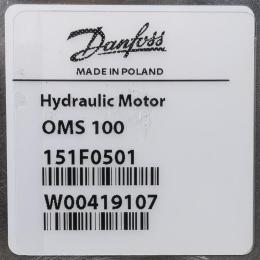 Danfoss
MADE IN POLAND
Hydraulic Motor
OMS 100
151F0501
W00419107